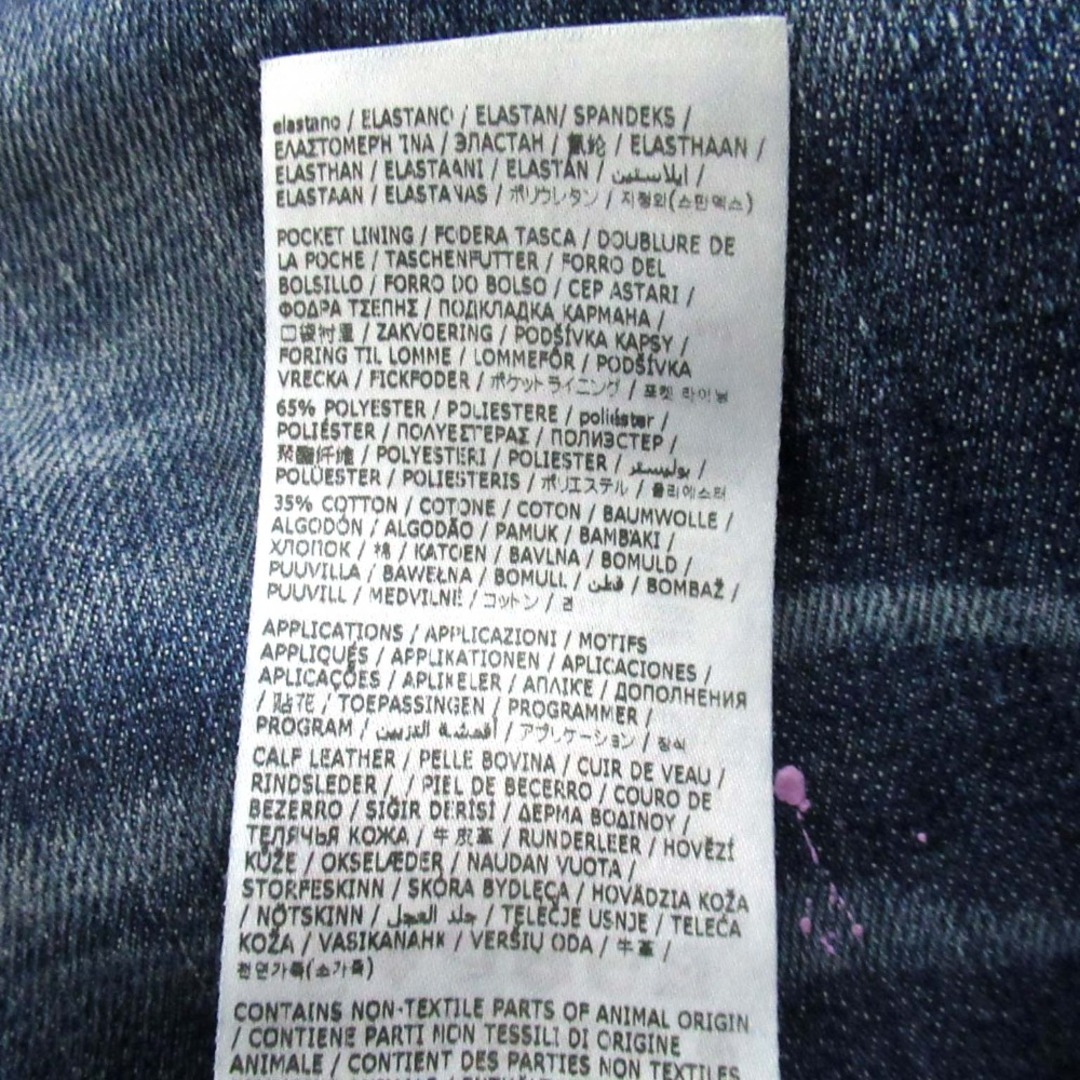 elastano / ELASTANO / ELASTAN/ SPANDEKS /
ΕΛΑΣΤΟΜΕΡΗ ΊΝΑ / ЭЛАСТАН / 氨纶 / ELASTHAAN /
ELASTHAN / ELASTAANI / ELASTÁN / ايلاستين /
ELASTAAN / ELASTANAS / ポリウレタン / 지정외(스판덱스)
POCKET LINING / FODERA TASCA / DOUBLURE DE
LA POCHE / TASCHENFUTTER / FORRO DEL
BOLSILLO / FORRO DO BOLSO / CEP ASTARI /
ΦΟΔΡΑ ΤΣΕΠΗΣ / ПОДКЛАДКА КАРМАНА /
口袋衬里 / ZAKVOERING / PODŠÍVKA KAPSY /
FORING TIL LOMME / LOMMEFÔR / PODŠÍVKA
VRECKA / FICKFODER / ポケットライニング / 포켓 라이닝
65% POLYESTER / POLIESTERE / poliéster /
POLIÉSTER / ΠΟΛΥΕΣΤΕΡΑΣ / ПОЛИЭСТЕР /
聚酯纤维 / POLYESTERI / POLIESTER / بوليستر /
POLÜESTER / POLIESTERIS / ポリエステル / 폴리에스터
35% COTTON / COTONE / COTON / BAUMWOLLE /
ALGODÓN / ALGODÃO / PAMUK / BAMBAKI /
ХЛОПОК / 棉 / KATOEN / BAVLNA / BOMULD /
PUUVILLA / BAWEŁNA / BOMULL / قطن / BOMBAŽ /
PUUVILL / MEDVILNĖ / コットン / 면
APPLICATIONS / APPLICAZIONI / MOTIFS
APPLIQUÉS / APPLIKATIONEN / APLICACIONES /
APLICAÇÕES / APLIKELER / ΑΠΛΙΚΕ / ДОПОЛНЕНИЯ
/ 贴花 / TOEPASSINGEN / PROGRAMMER /
PROGRAM / أقمشة التزيين / アプリケーション / 장식
CALF LEATHER / PELLE BOVINA / CUIR DE VEAU /
RINDSLEDER / / PIEL DE BECERRO / COURO DE
BEZERRO / SIĞIR DERİSİ / ΔΕΡΜΑ ΒΟΔΙΝΟΥ /
ТЕЛЯЧЬЯ КОЖА / 牛皮革 / RUNDERLEER / HOVĚZÍ
KŮŽE / OKSELÆDER / NAUDAN VUOTA /
STORFESKINN / SKÓRA BYDLĘCA / HOVÄDZIA KOŽA
/ NÖTSKINN / جلد العجل / TELEČJE USNJE / TELEĆA
KOŽA / VASIKANAHK / VERŠIŲ ODA / 牛革 /
천연가죽(소가죽)
CONTAINS NON-TEXTILE PARTS OF ANIMAL ORIGIN
/ CONTIENE PARTI NON TESSILI DI ORIGINE
ANIMALE / CONTIENT DES PARTIES NON TEXTILES